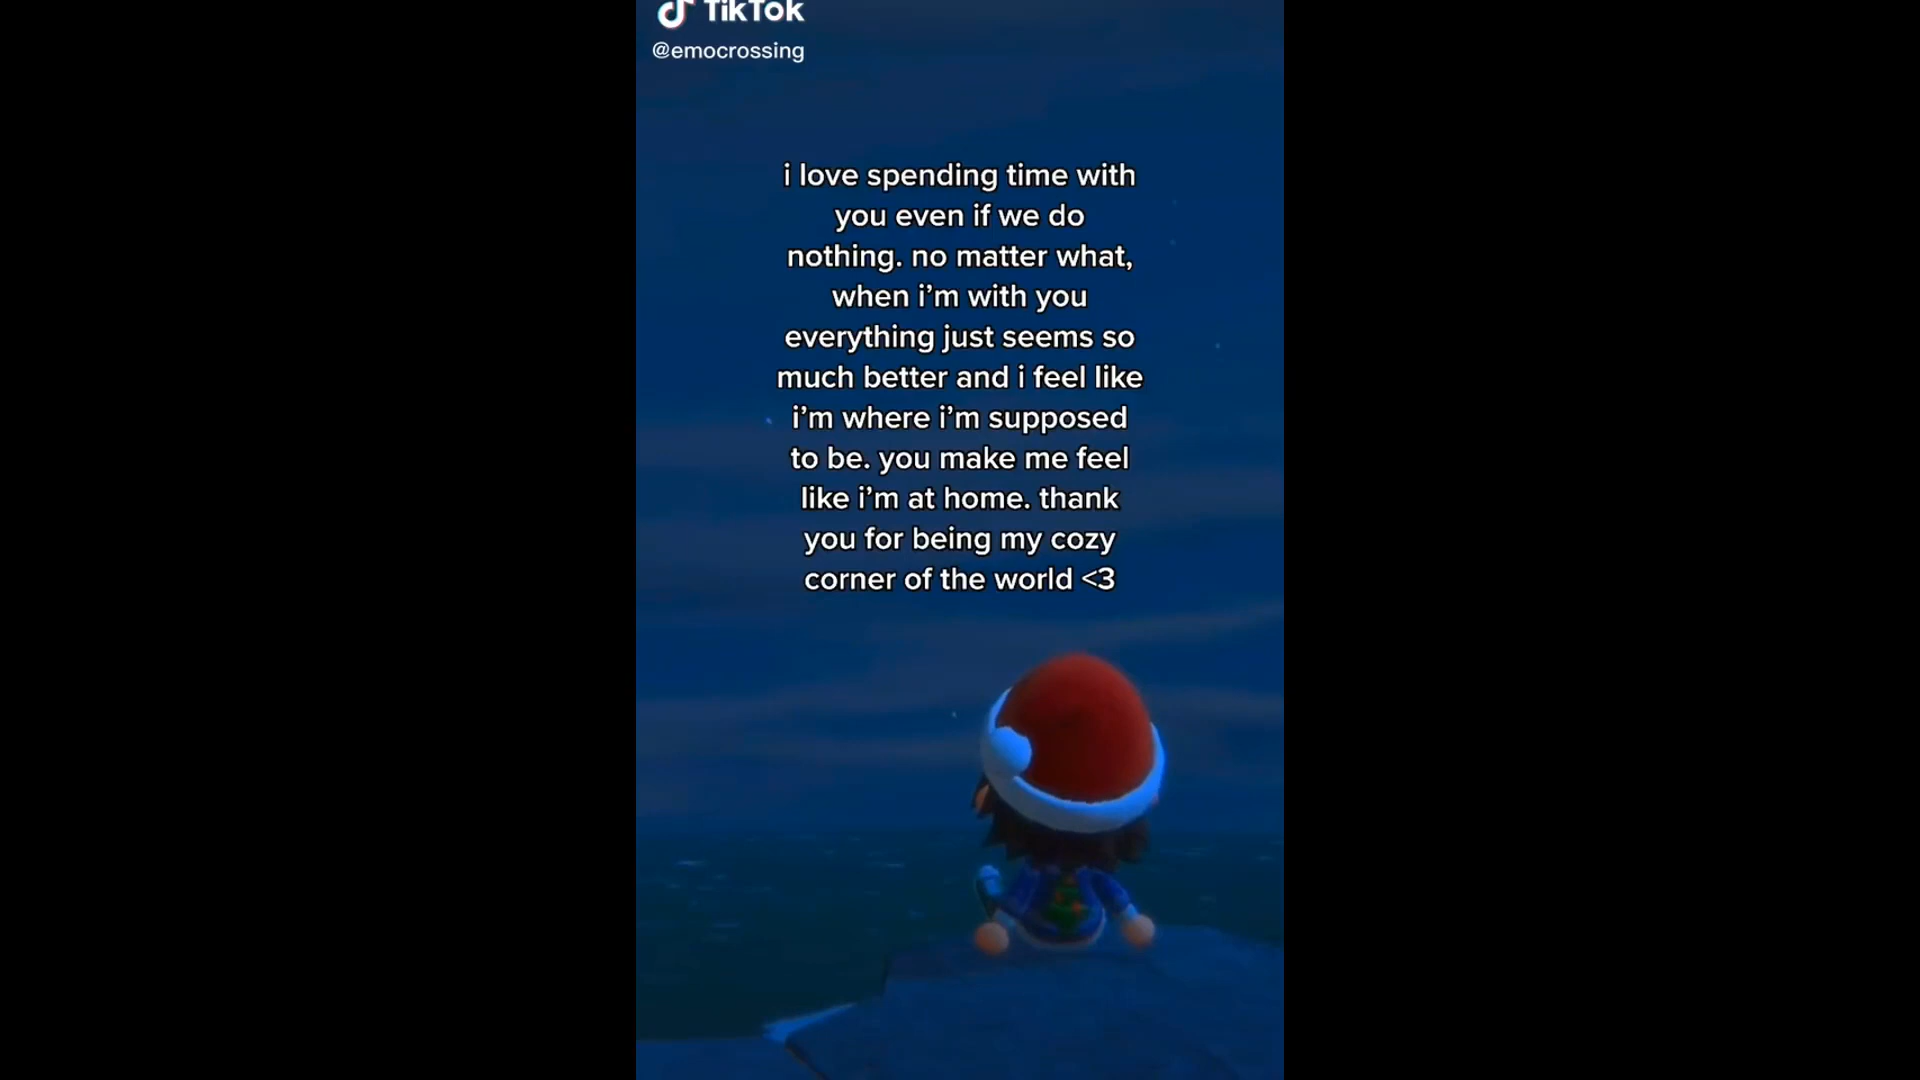 TikTok
@emocrossing
i love spending time with
you even if we do
nothing. no matter what,
when i’m with you
everything just seems so
much better and i feel like
i’m where i’m supposed
to be. you make me feel
like i’m at home. thank
you for being my cozy
corner of the world <3